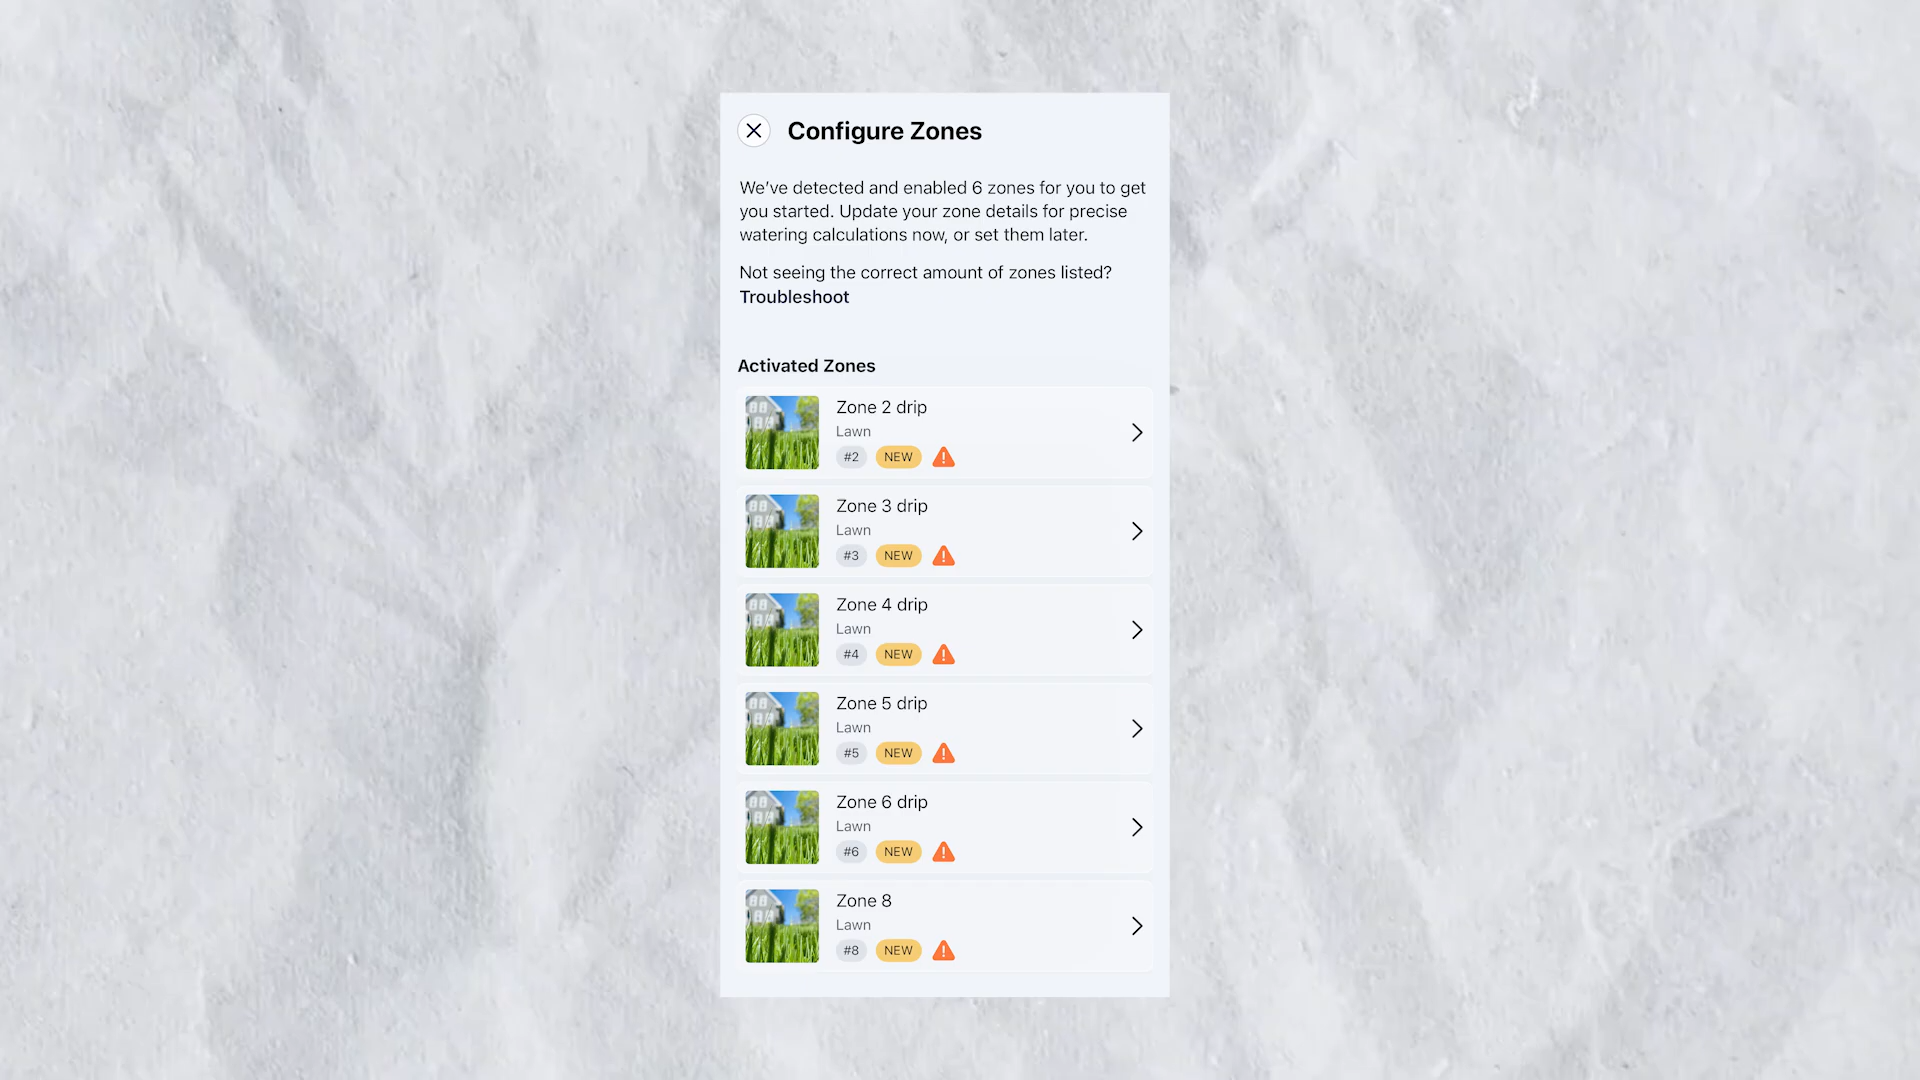 Configure Zones
We've detected and enabled 6 zones for you to get
you started. Update your zone details for precise
watering calculations now, or set them later.
Not seeing the correct amount of zones listed?
Troubleshoot
Activated Zones
Zone 2 drip
Lawn
#2 NEW
Zone 3 drip
Lawn
#3 NEW
Zone 4 drip
Lawn
#4 NEW
Zone 5 drip
Lawn
#5 NEW
Zone 6 drip
Lawn
#6 NEW
Zone 8
Lawn
#8 NEW